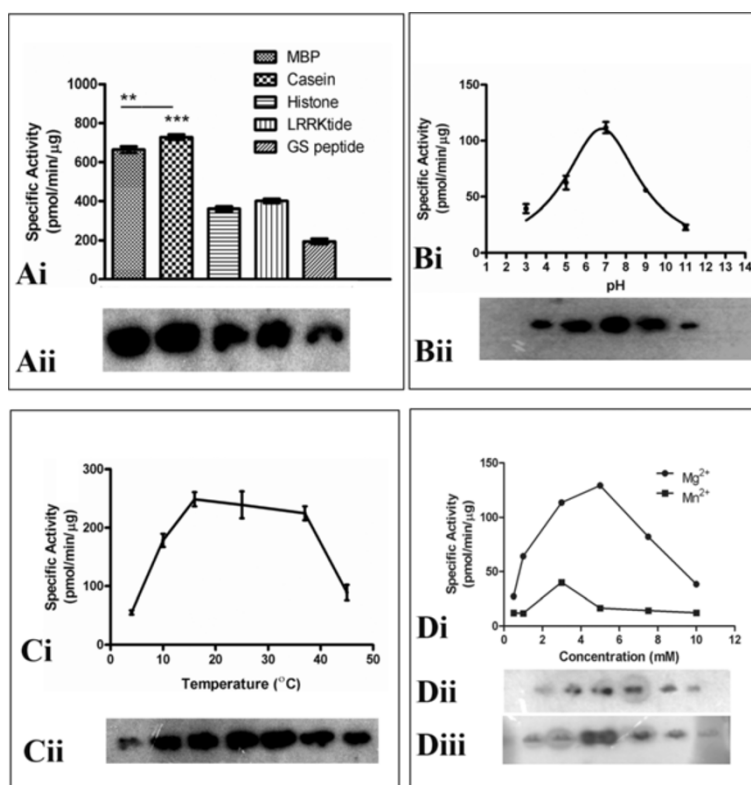 MBP
Casein
Histone
LRRKtide
GS peptide
**
***
1000
800
600
400
200
0
Specific Activity
(pmol/min/µg)
Ai
Aii
150
100
50
0
Specific Activity
(pmol/min/µg)
1 2 3 4 5 6 7 8 9 10 11 12 13 14
pH
Bi
Bii
300
200
100
0
Specific Activity
(pmol/min/µg)
0 10 20 30 40 50
Temperature (°C)
Ci
Cii
150
100
50
0
Specific Activity
(pmol/min/µg)
Mg2+
Mn2+
2 4 6 8 10 12
Concentration (mM)
Di
Dii
Diii